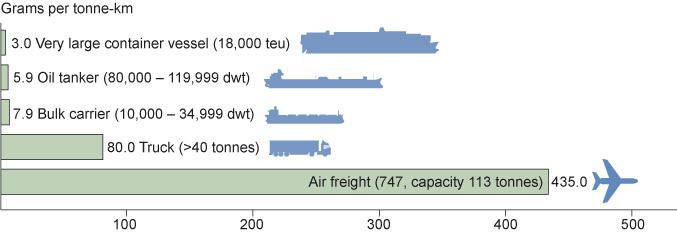 Grams per tonne-km
3.0 Very large container vessel (18,000 teu)
5.9 Oil tanker (80,000 – 119,999 dwt)
7.9 Bulk carrier (10,000 – 34,999 dwt)
80.0 Truck (>40 tonnes)
Air freight (747, capacity 113 tonnes) 435.0
100 200 300 400 500